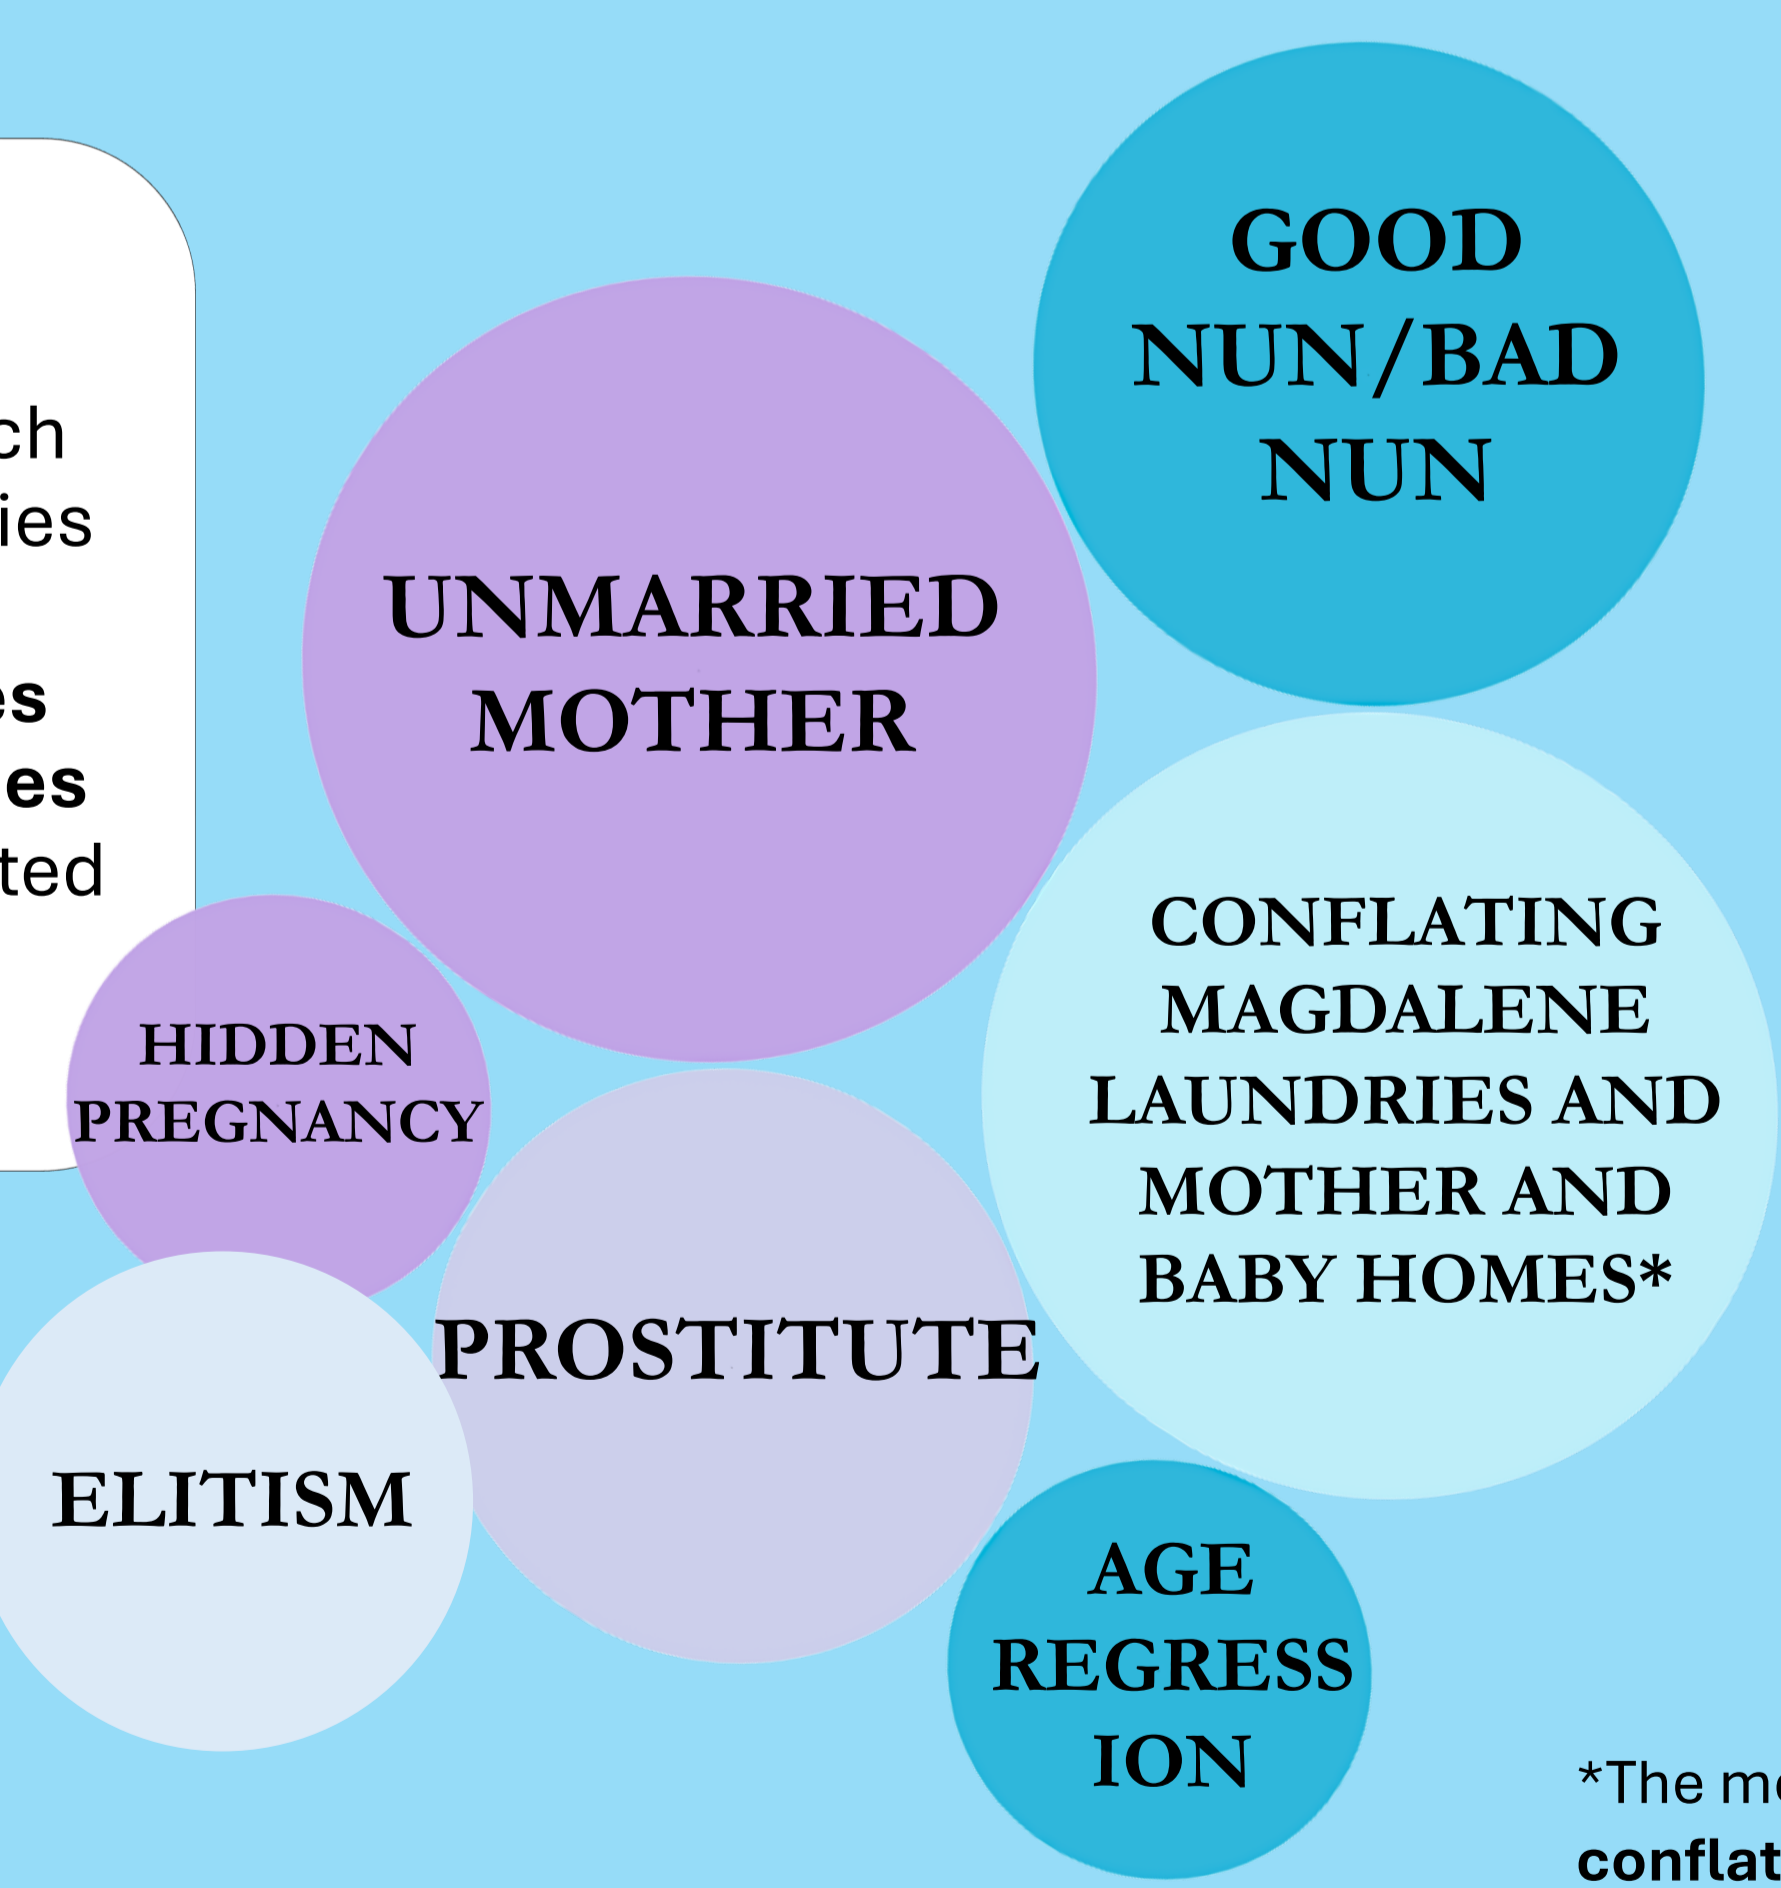 GOOD
NUN/BAD
NUN
UNMARRIED
MOTHER
CONFLATING
MAGDALENE
LAUNDRIES AND
MOTHER AND
BABY HOMES*
HIDDEN
PREGNANCY
PROSTITUTE
ELITISM
AGE
REGRESS
ION
*The